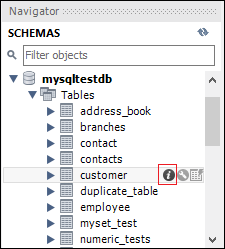 Navigator
SCHEMAS
Filter objects
mysqltestdb
Tables
address_book
branches
contact
contacts
customer
duplicate_table
employee
myset_test
numeric_tests